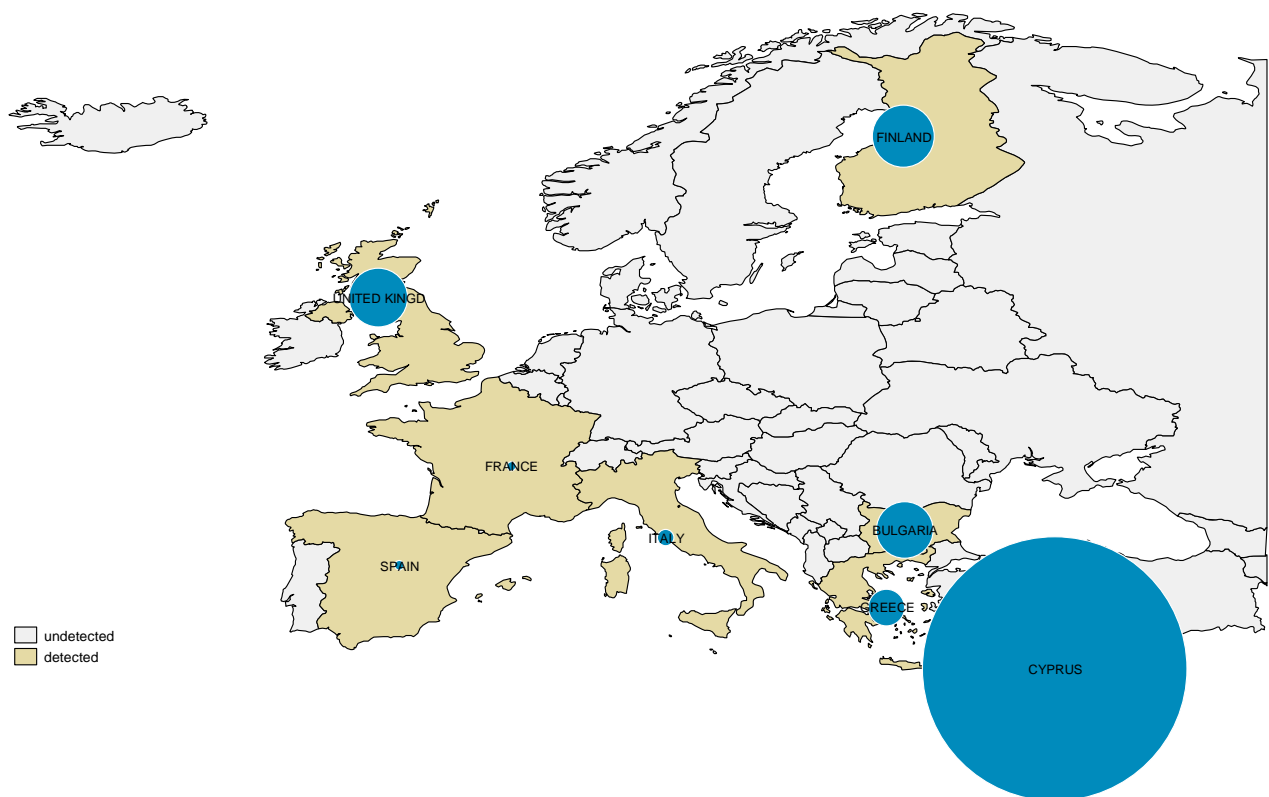 FINLAND
UNITED KINGD
FRANCE
BULGARIA
ITALY
SPAIN
GREECE
undetected
detected
CYPRUS